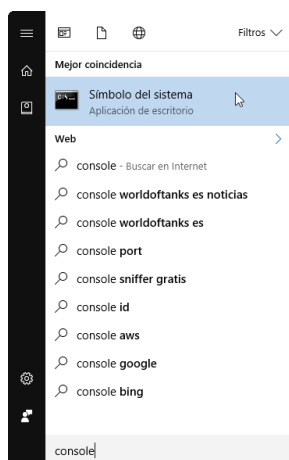 Filtros
Mejor coincidencia
C:\_
Símbolo del sistema
Aplicación de escritorio
Web
console - Buscar en Internet
console worldoftanks es noticias
console worldoftanks es
console port
console sniffer gratis
console id
console aws
console google
console bing
console